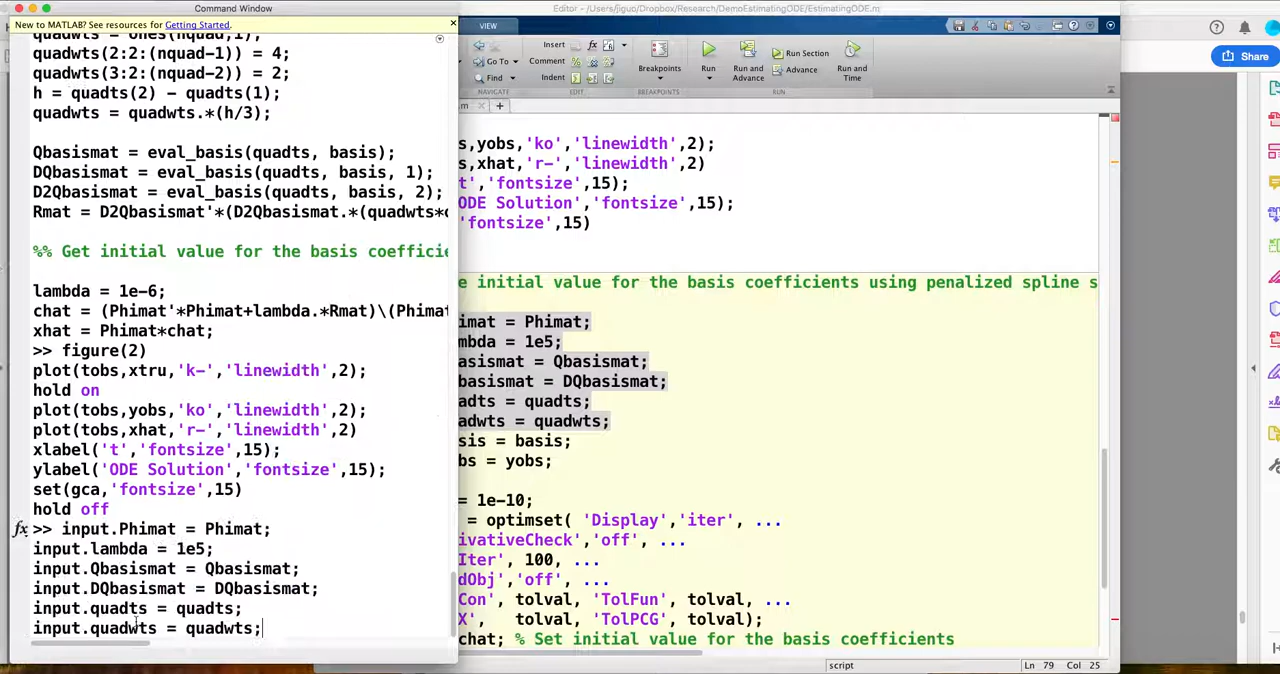 Command Window
Editor - /Users/jiguo/Dropbox/Research/DemoEstimatingODE/EstimatingODE.m
New to MATLAB? See resources for Getting Started.
VIEW
Insert
fx
Go To
Comment
Find
Indent
Breakpoints
Run
Run and
Advance
Run Section
Advance
Run and
Time
NAVIGATE
EDIT
BREAKPOINTS
RUN
Share
m
quadwts = ones(nquad,1);
quadwts(2:2:(nquad-1)) = 4;
quadwts(3:2:(nquad-2)) = 2;
h = quadts(2) - quadts(1);
quadwts = quadwts.*(h/3);
Qbasismat = eval_basis(quadts, basis);
DQbasismat = eval_basis(quadts, basis, 1);
D2Qbasismat = eval_basis(quadts, basis, 2);
Rmat = D2Qbasismat'*(D2Qbasismat.*(quadwts*
%% Get initial value for the basis coefficie
lambda = 1e-6;
chat = (Phimat'*Phimat+lambda.*Rmat)\(Phimat
xhat = Phimat*chat;
>> figure(2)
plot(tobs,xtru,'k-','linewidth',2);
hold on
plot(tobs,yobs,'ko','linewidth',2);
plot(tobs,xhat,'r-','linewidth',2)
xlabel('t','fontsize',15);
ylabel('ODE Solution','fontsize',15);
set(gca,'fontsize',15)
hold off
fx >> input.Phimat = Phimat;
input.lambda = 1e5;
input.Qbasismat = Qbasismat;
input.DQbasismat = DQbasismat;
input.quadts = quadts;
input.quadwts = quadwts;
s,yobs,'ko','linewidth',2);
s,xhat,'r-','linewidth',2)
t','fontsize',15);
ODE Solution','fontsize',15);
'fontsize',15)
e initial value for the basis coefficients using penalized spline s
imat = Phimat;
mbda = 1e5;
asismat = Qbasismat;
basismat = DQbasismat;
adts = quadts;
adwts = quadwts;
sis = basis;
bs = yobs;
= 1e-10;
= optimset( 'Display','iter', ...
ivativeCheck','off', ...
Iter', 100, ...
dObj','off', ...
Con', tolval, 'TolFun', tolval, ...
X', tolval, 'TolPCG', tolval);
chat; % Set initial value for the basis coefficients
script
Ln 79 Col 25